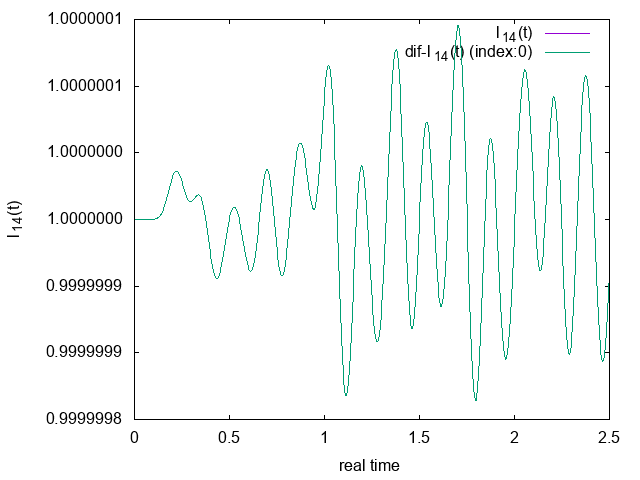 1.0000001
1.0000001
1.0000000
1.0000000
0.9999999
0.9999999
0.9999998
I14(t)
I14(t)
dif-I14(t) (index:0)
0 0.5 1 1.5 2 2.5
real time